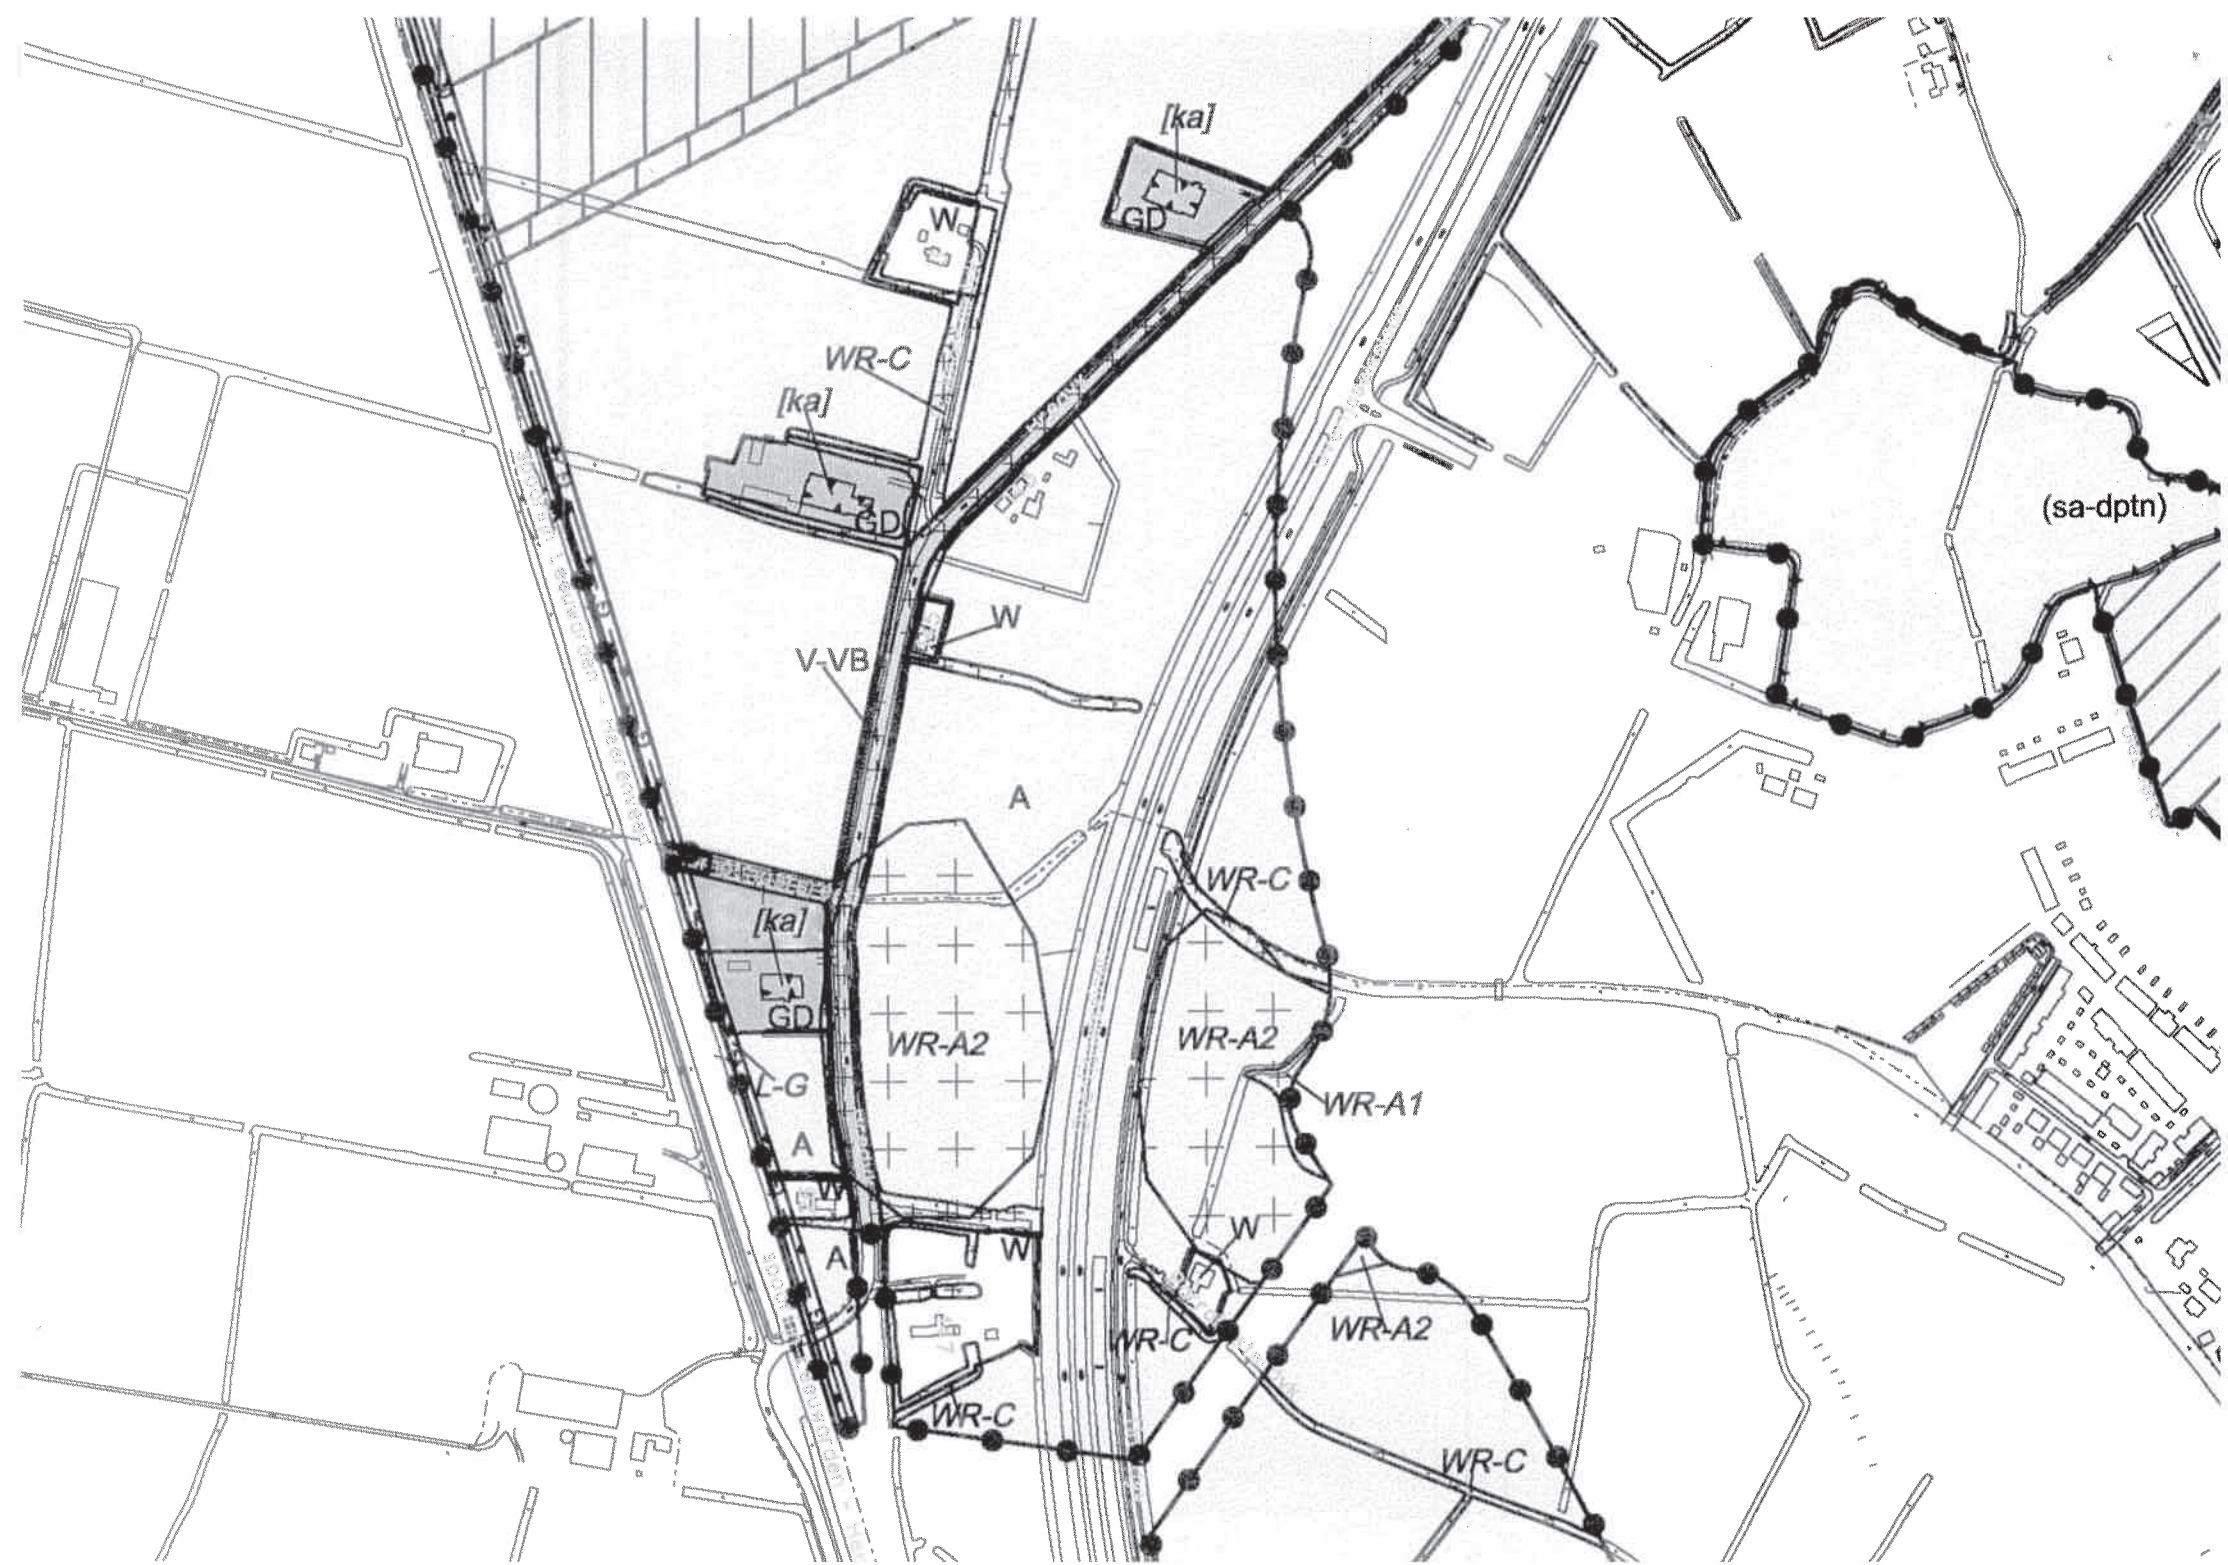 [ka]
W
GD
WR-C
[ka]
GD
(sa-dptn)
W
V-VB
A
WR-C
[ka]
GD
WR-A2
WR-A2
L-G
WR-A1
A
W
W
A
W
WR-C
WR-A2
WR-C
WR-C